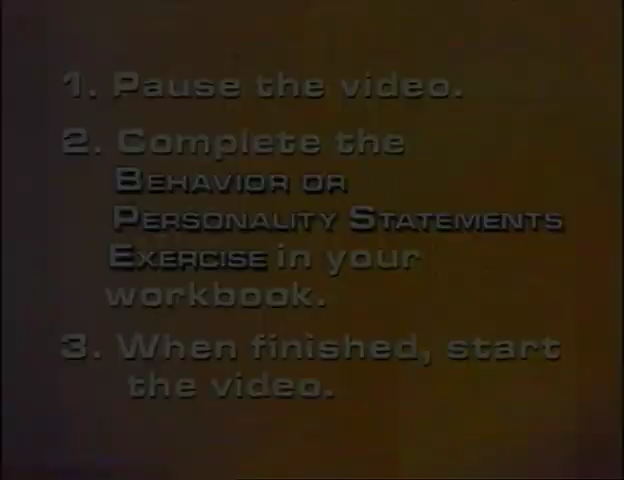 1. Pause the video.
2. Complete the
BEHAVIOR OR
PERSONALITY STATEMENTS
EXERCISE in your
workbook.
3. When finished, start
the video.